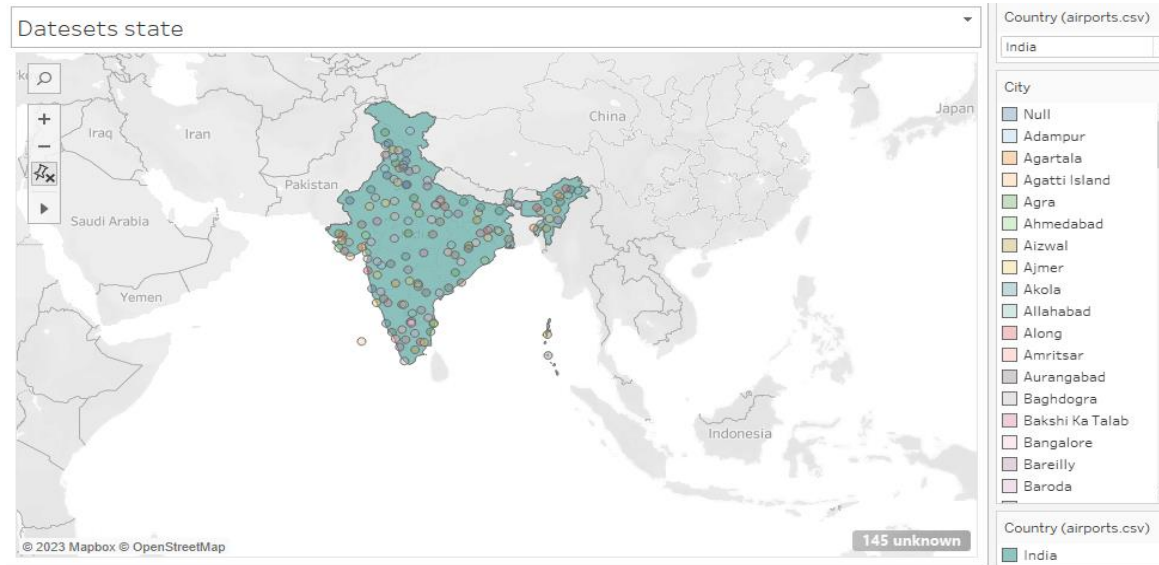 Datesets state
Iraq
Iran
Pakistan
China
Japan
Saudi Arabia
Yemen
Indonesia
145 unknown
© 2023 Mapbox © OpenStreetMap
Country (airports.csv)
India
City
Null
Adampur
Agartala
Agatti Island
Agra
Ahmedabad
Aizwal
Ajmer
Akola
Allahabad
Along
Amritsar
Aurangabad
Baghdogra
Bakshi Ka Talab
Bangalore
Bareilly
Baroda
Country (airports.csv)
India